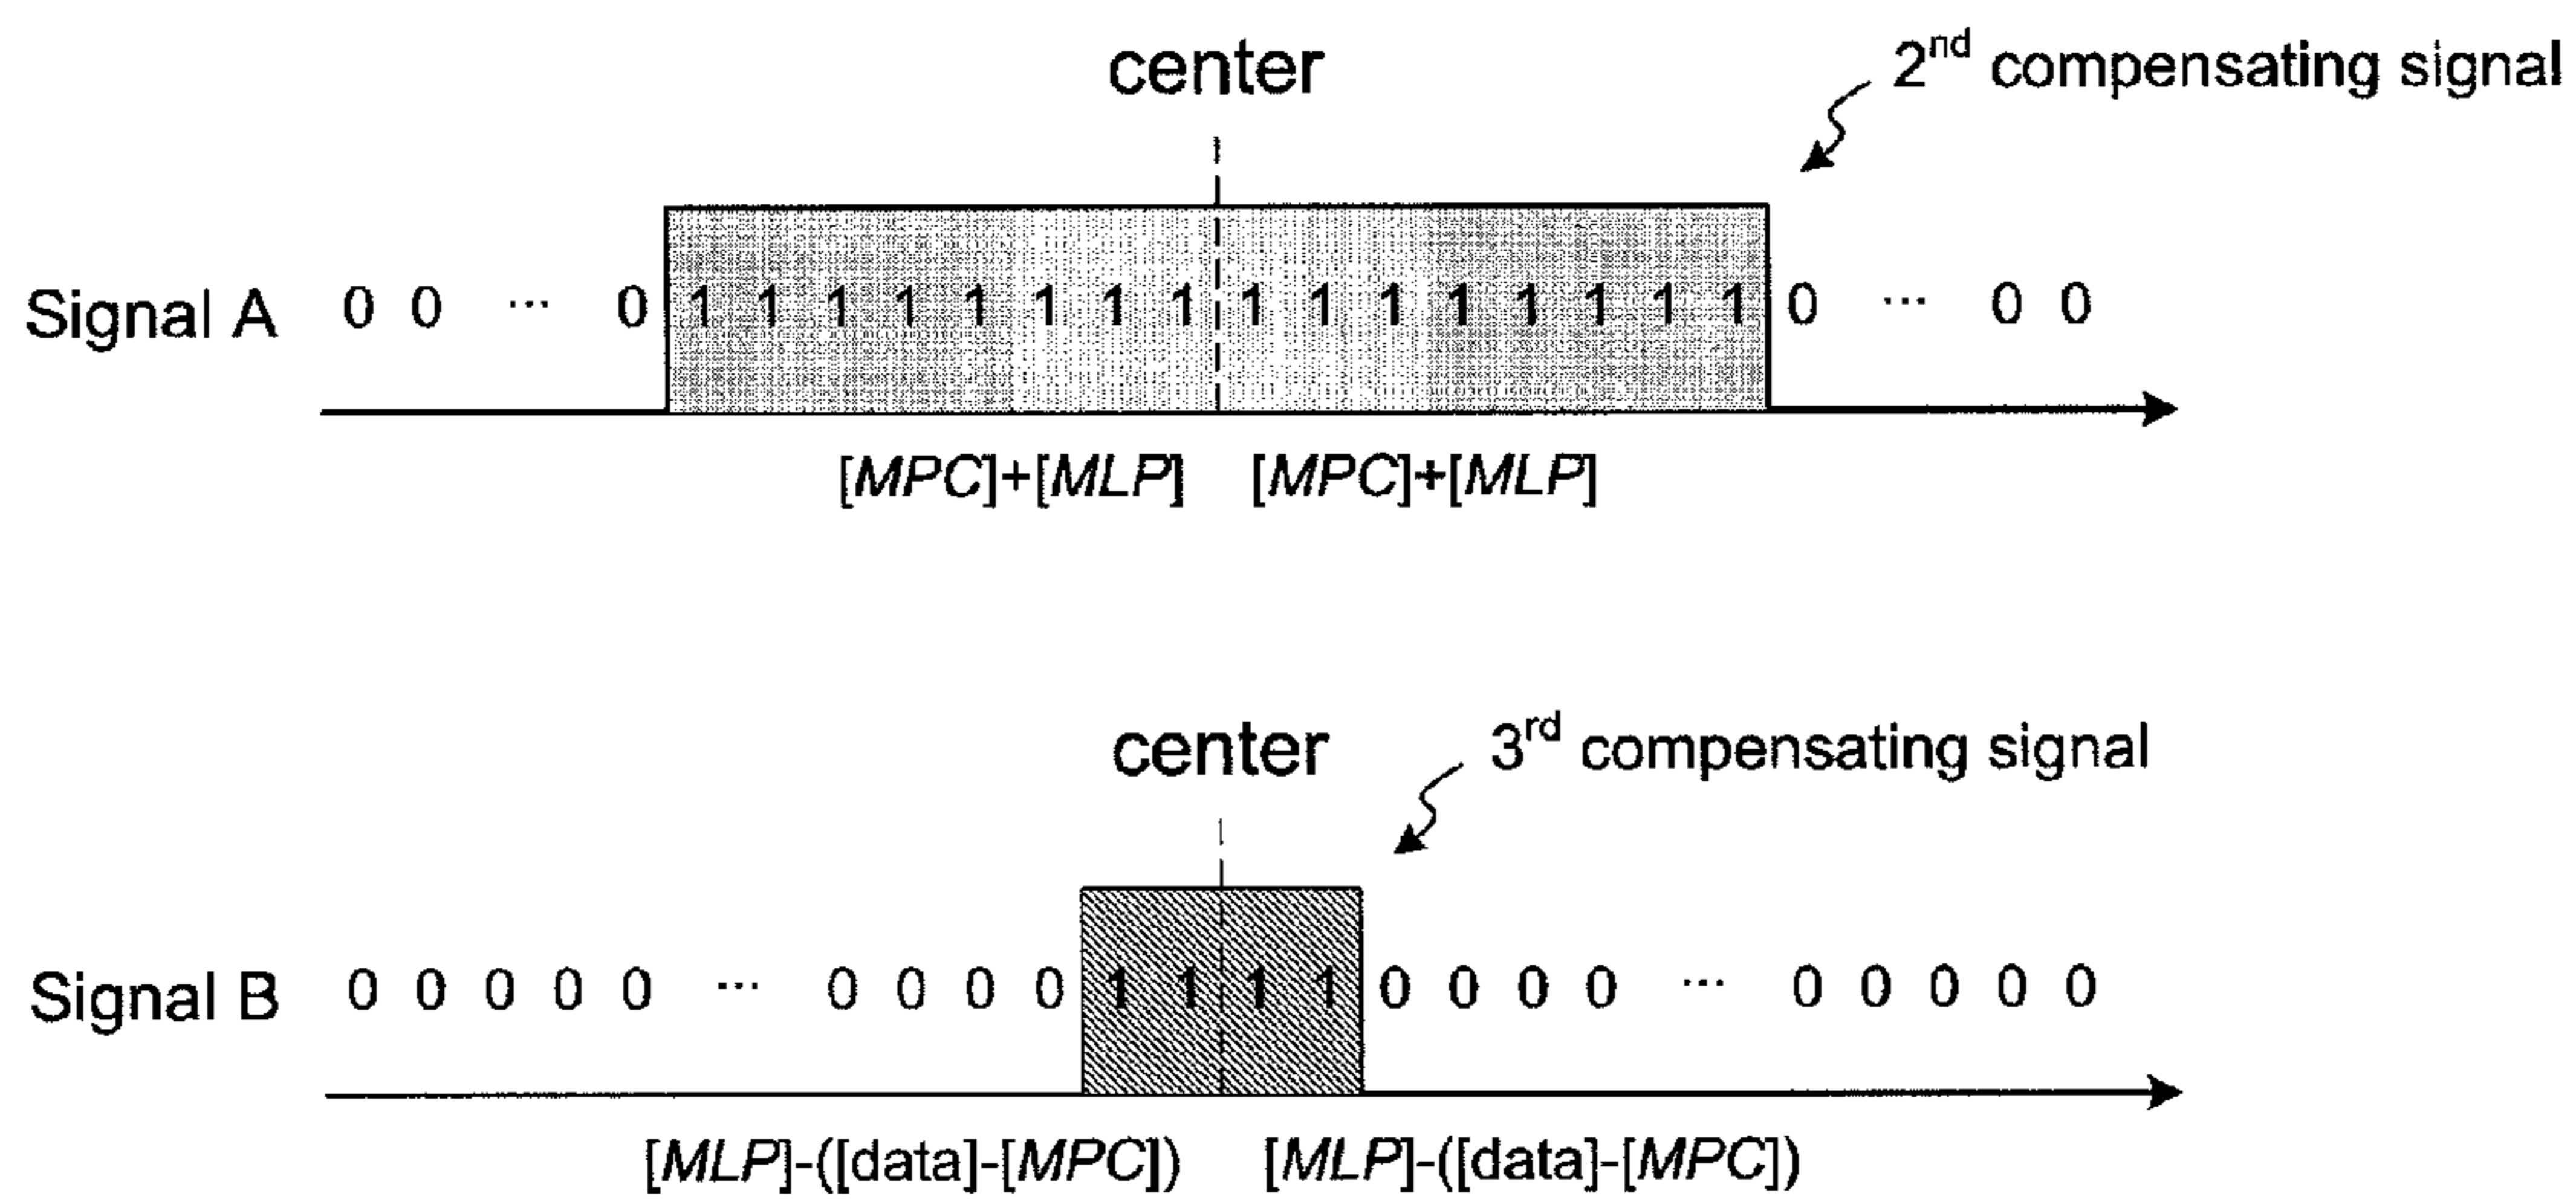 center
2nd compensating signal
Signal A 0 0 ... 0 1 1 1 1 1 1 1 1 1 1 1 1 1 1 1 1 0 ... 0 0
[MPC]+[MLP] [MPC]+[MLP]
center
3rd compensating signal
Signal B 0 0 0 0 0 ... 0 0 0 0 1 1 1 1 0 0 0 0 ... 0 0 0 0 0
[MLP]-([data]-[MPC]) [MLP]-([data]-[MPC])